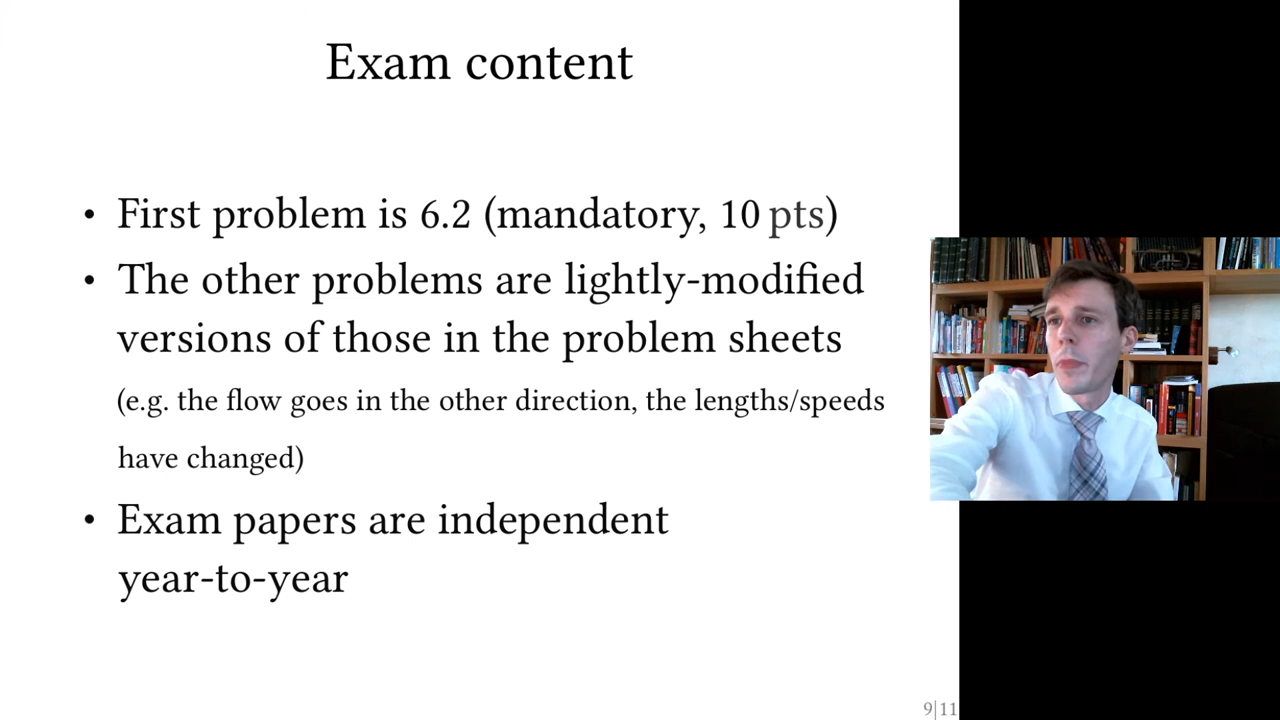 Exam content
• First problem is 6.2 (mandatory, 10 pts)
• The other problems are lightly-modified
versions of those in the problem sheets
(e.g. the flow goes in the other direction, the lengths/speeds
have changed)
• Exam papers are independent
year-to-year
9|11